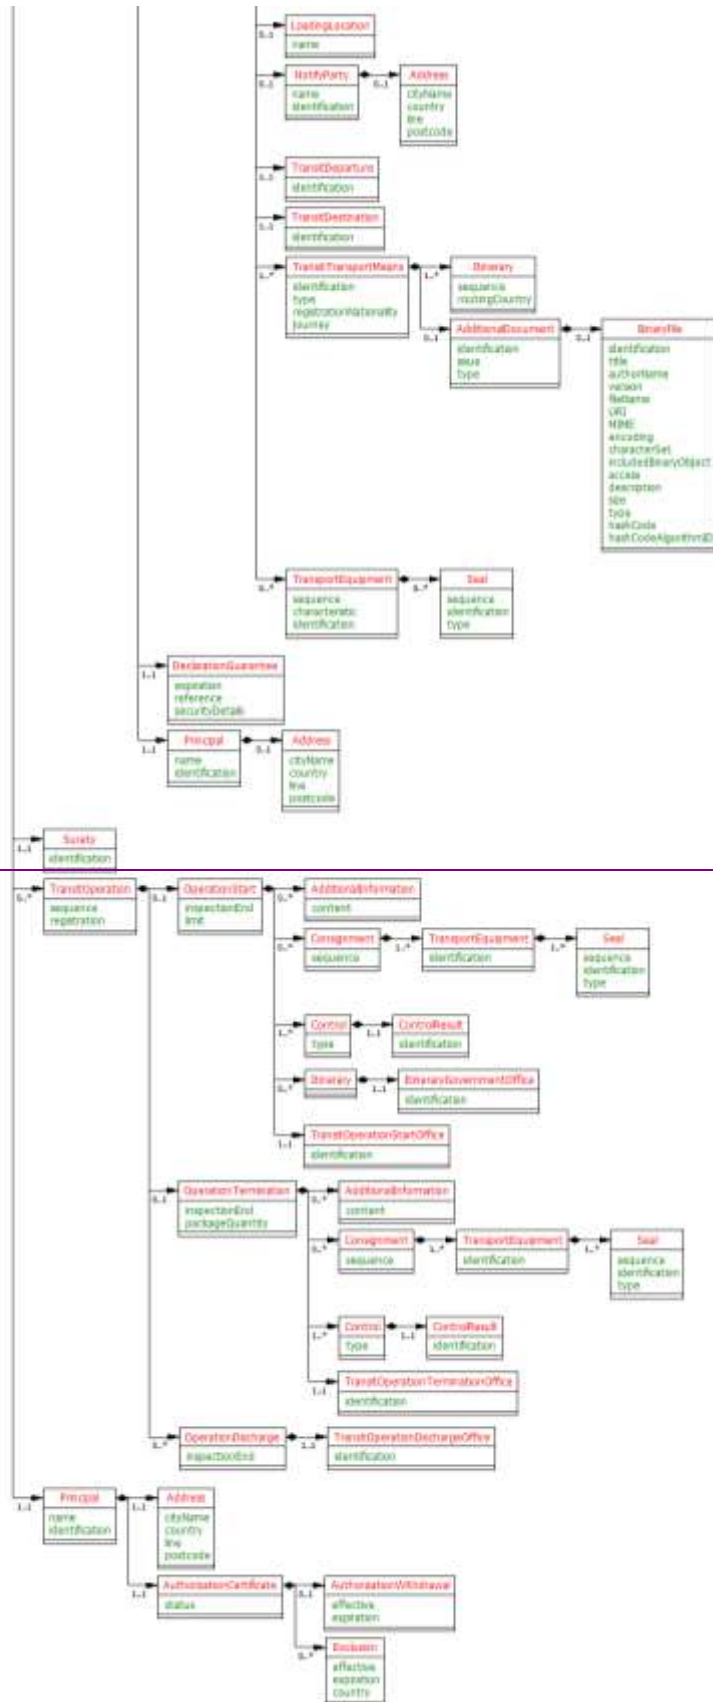 LoadingLocation
0..1
name
NotifyParty
0..1
name
identification
Address
0..1
cityName
country
line
postcode
TransitDeparture
identification
TransitDestination
identification
TransitTransportMeans
1..*
identification
type
registrationNationality
journey
Itinerary
1..*
sequence
routingCountry
AdditionalDocument
0..1
identification
issue
type
BinaryFile
0..1
identification
title
authorName
version
fileName
URI
MIME
encoding
characterSet
includedBinaryObject
access
description
size
type
hashCode
hashCodeAlgorithmID
TransportEquipment
0..*
sequence
characteristic
identification
Seal
0..*
sequence
identification
type
DeclarationGuarantee
1..1
expiration
reference
securityDetails
Principal
1..1
name
identification
Address
0..1
cityName
country
line
postcode
Surety
1..1
identification
TransitOperation
0..*
sequence
registration
OperationStart
0..1
inspectionEnd
limit
AdditionalInformation
0..*
content
Consignment
0..*
sequence
TransportEquipment
1..*
identification
Seal
1..*
sequence
identification
type
Control
1..*
type
ControlResult
1..1
identification
Itinerary
0..*
ItineraryGovernmentOffice
1..1
identification
TransitOperationStartOffice
1..1
identification
OperationTermination
0..1
inspectionEnd
packageQuantity
AdditionalInformation
0..*
content
Consignment
0..*
sequence
TransportEquipment
1..*
identification
Seal
1..*
sequence
identification
type
Control
1..*
type
ControlResult
1..1
identification
TransitOperationTerminationOffice
1..1
identification
OperationDischarge
0..*
inspectionEnd
TransitOperationDischargeOffice
1..1
identification
Principal
1..1
name
identification
Address
1..1
cityName
country
line
postcode
AuthorisationCertificate
1..1
status
AuthorisationWithdrawal
0..1
effective
expiration
Exclusion
0..*
effective
expiration
country